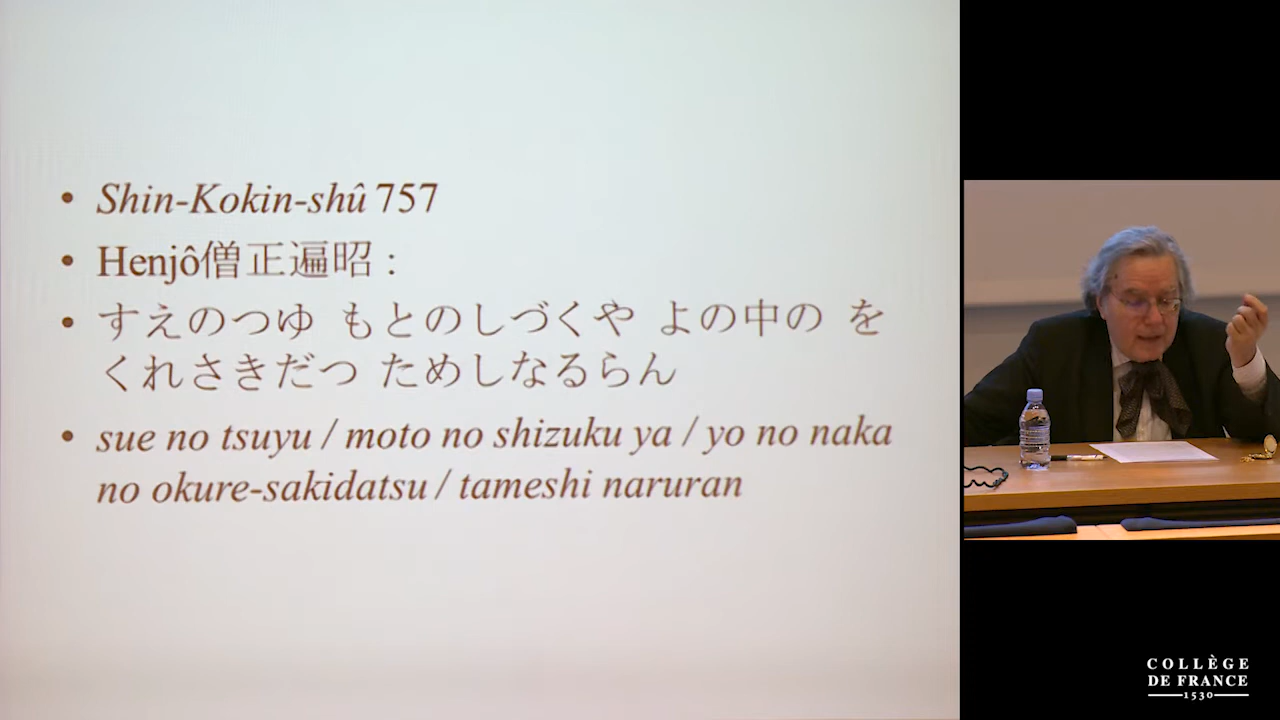 • Shin-Kokin-shû 757
• Henjô僧正遍昭 :
• すえのつゆ もとのしづくや よの中の を
くれさきだつ ためしなるらん
• sue no tsuyu / moto no shizuku ya / yo no naka
no okure-sakidatsu / tameshi naruran
COLLÈGE
DE FRANCE
1530